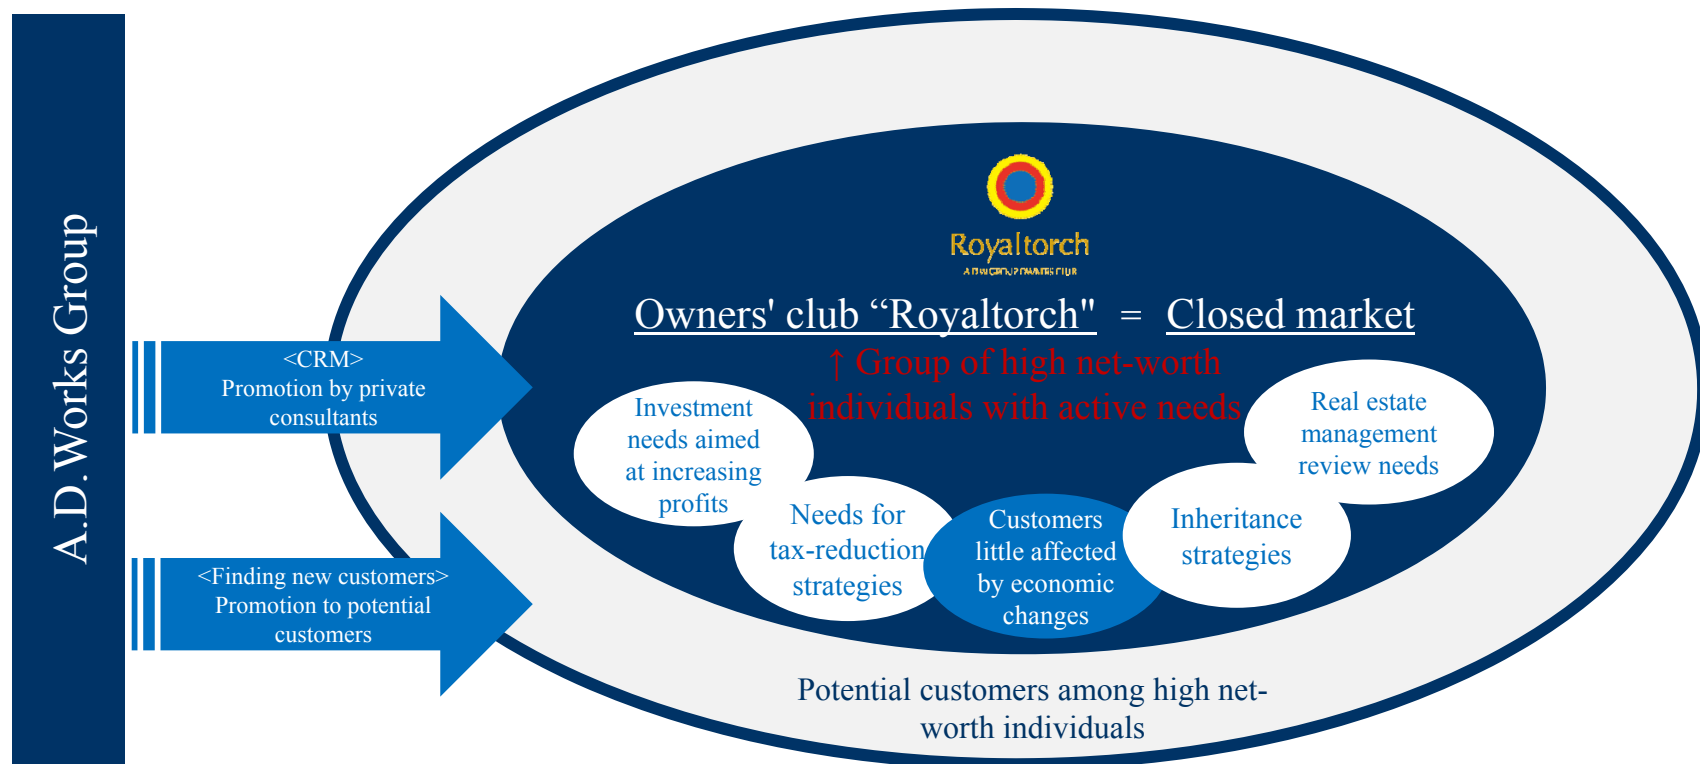 A.D.Works Group
<CRM>
Promotion by private
consultants
<Finding new customers>
Promotion to potential
customers
Royaltorch
Owners' club “Royaltorch" = Closed market
↑ Group of high net-worth
individuals with active needs
Investment
needs aimed
at increasing
profits
Needs for
tax-reduction
strategies
Customers
little affected
by economic
changes
Inheritance
strategies
Real estate
management
review needs
Potential customers among high net-
worth individuals